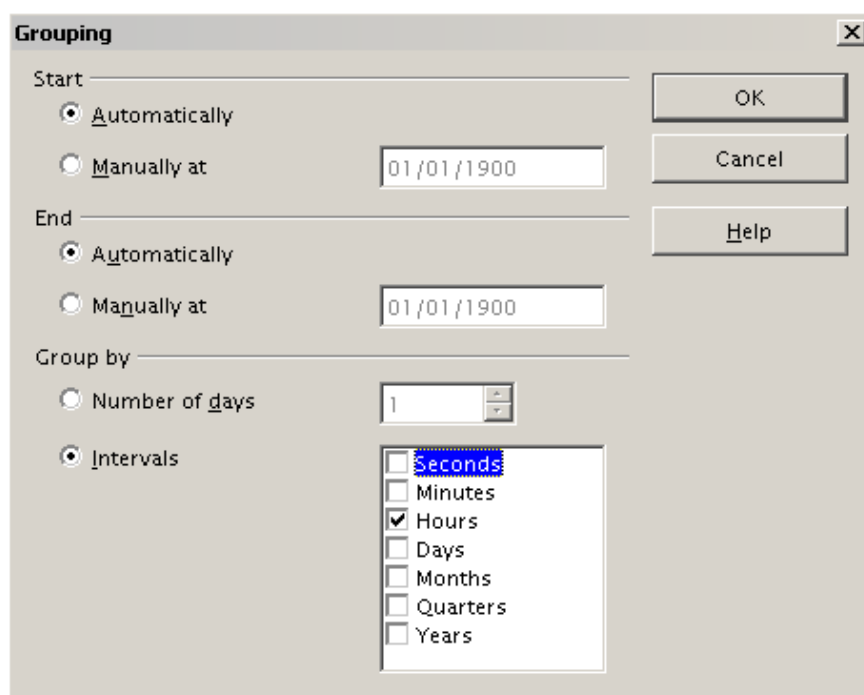 Grouping
Start
Automatically
Manually at 01/01/1900
End
Automatically
Manually at 01/01/1900
Group by
Number of days 1
Intervals
Seconds
Minutes
Hours
Days
Months
Quarters
Years
OK
Cancel
Help